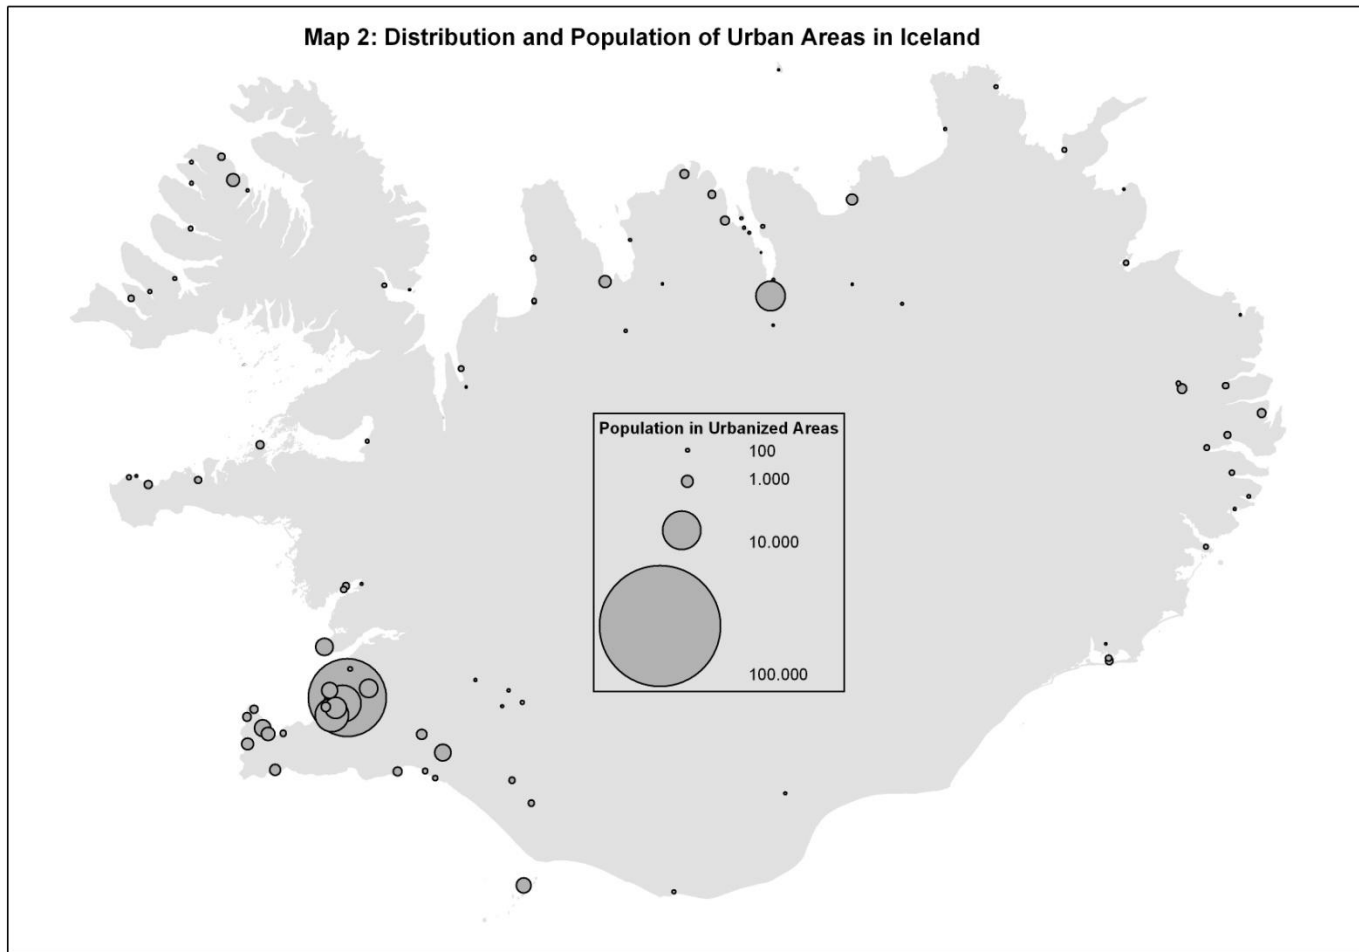 Map 2: Distribution and Population of Urban Areas in Iceland
Population in Urbanized Areas
100
1.000
10.000
100.000